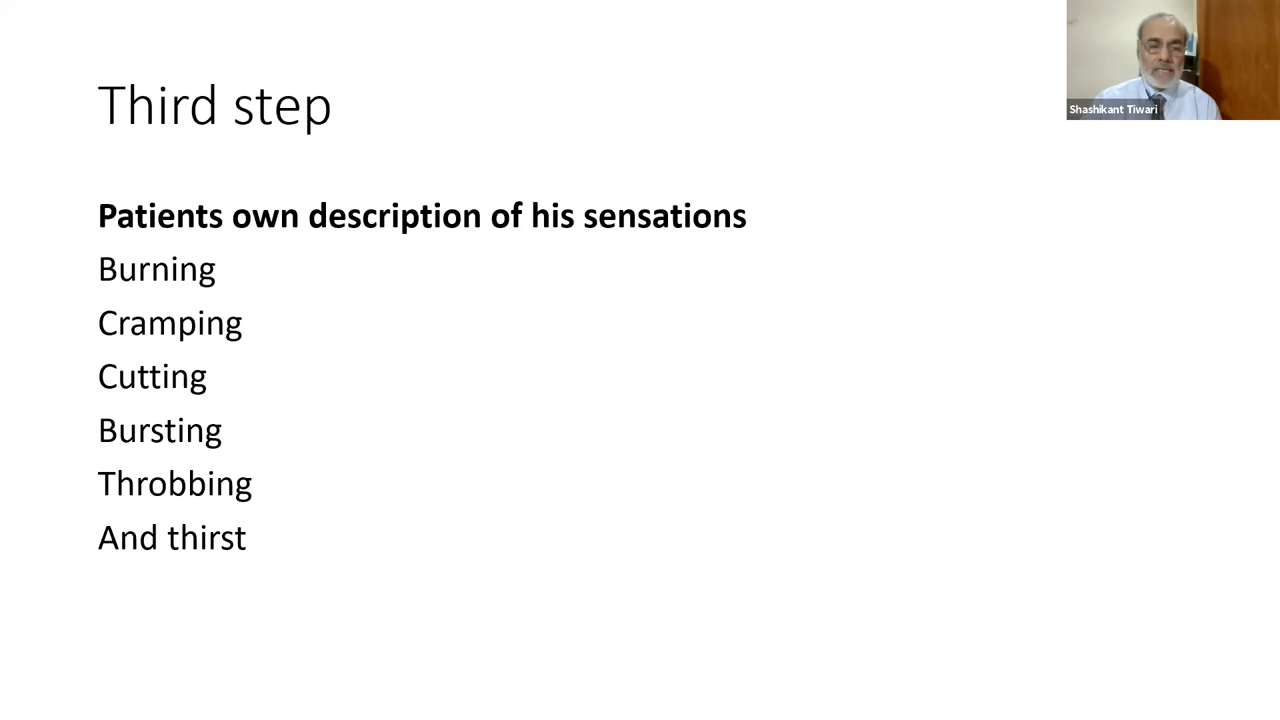 Third step
Shashikant Tiwari
Patients own description of his sensations
Burning
Cramping
Cutting
Bursting
Throbbing
And thirst